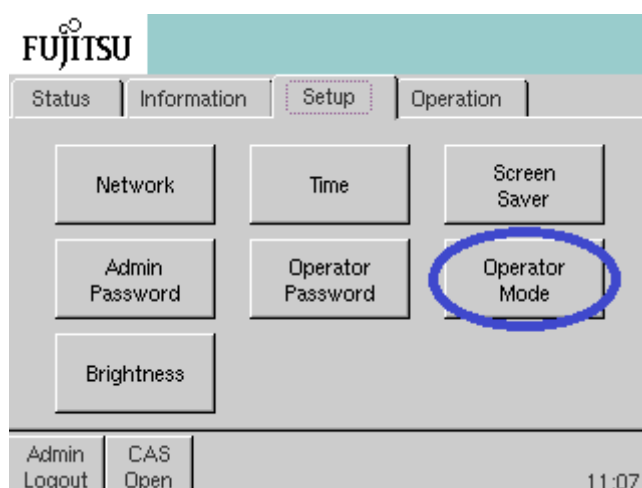 FUJITSU
Status Information Setup Operation
Network Time Screen
Saver
Admin
Password
Operator
Password
Operator
Mode
Brightness
Admin
Logout
CAS
Open
11:07